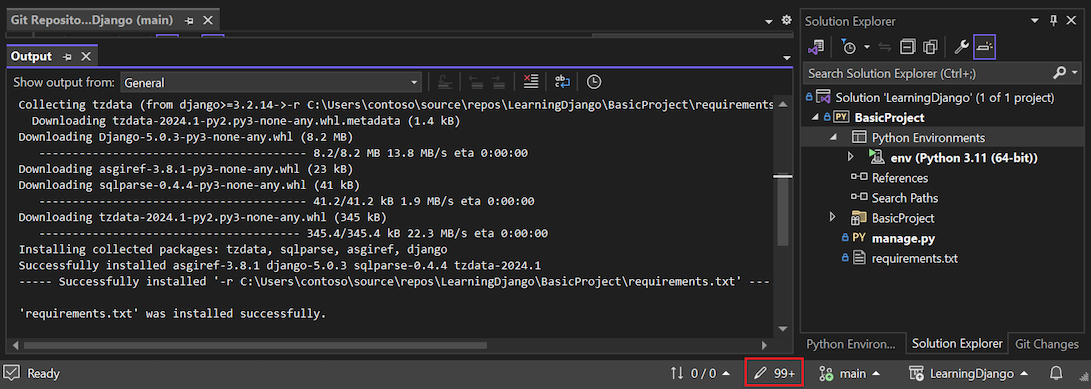 Git Reposito...Django (main)
Output
Show output from: General
Collecting tzdata (from django>=3.2.14->-r C:\Users\contoso\source\repos\LearningDjango\BasicProject\requirements
Downloading tzdata-2024.1-py2.py3-none-any.whl.metadata (1.4 kB)
Downloading Django-5.0.3-py3-none-any.whl (8.2 MB)
---------------------------------------- 8.2/8.2 MB 13.8 MB/s eta 0:00:00
Downloading asgiref-3.8.1-py3-none-any.whl (23 kB)
Downloading sqlparse-0.4.4-py3-none-any.whl (41 kB)
---------------------------------------- 41.2/41.2 kB 1.9 MB/s eta 0:00:00
Downloading tzdata-2024.1-py2.py3-none-any.whl (345 kB)
---------------------------------------- 345.4/345.4 kB 22.3 MB/s eta 0:00:00
Installing collected packages: tzdata, sqlparse, asgiref, django
Successfully installed asgiref-3.8.1 django-5.0.3 sqlparse-0.4.4 tzdata-2024.1
----- Successfully installed '-r C:\Users\contoso\source\repos\LearningDjango\BasicProject\requirements.txt' ---
'requirements.txt' was installed successfully.
Solution Explorer
Search Solution Explorer (Ctrl+;)
Solution 'LearningDjango' (1 of 1 project)
BasicProject
Python Environments
env (Python 3.11 (64-bit))
References
Search Paths
BasicProject
manage.py
requirements.txt
Python Environ... Solution Explorer Git Changes
Ready 0 / 0 99+ main LearningDjango